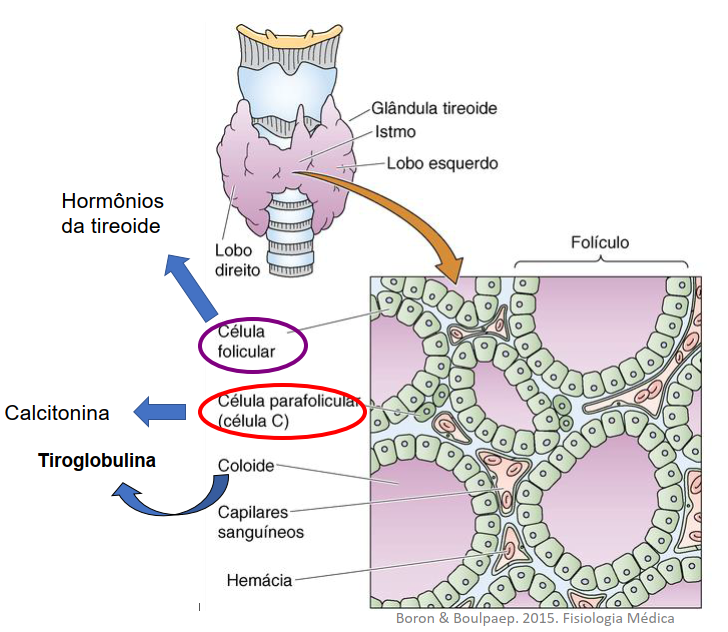 Glândula tireoide
Istmo
Lobo esquerdo
Hormônios
da tireoide
Lobo
direito
Folículo
Célula
folicular
Célula parafolicular
(célula C)
Calcitonina
Tiroglobulina
Coloide
Capilares
sanguíneos
Hemácia
Boron & Boulpaep. 2015. Fisiologia Médica